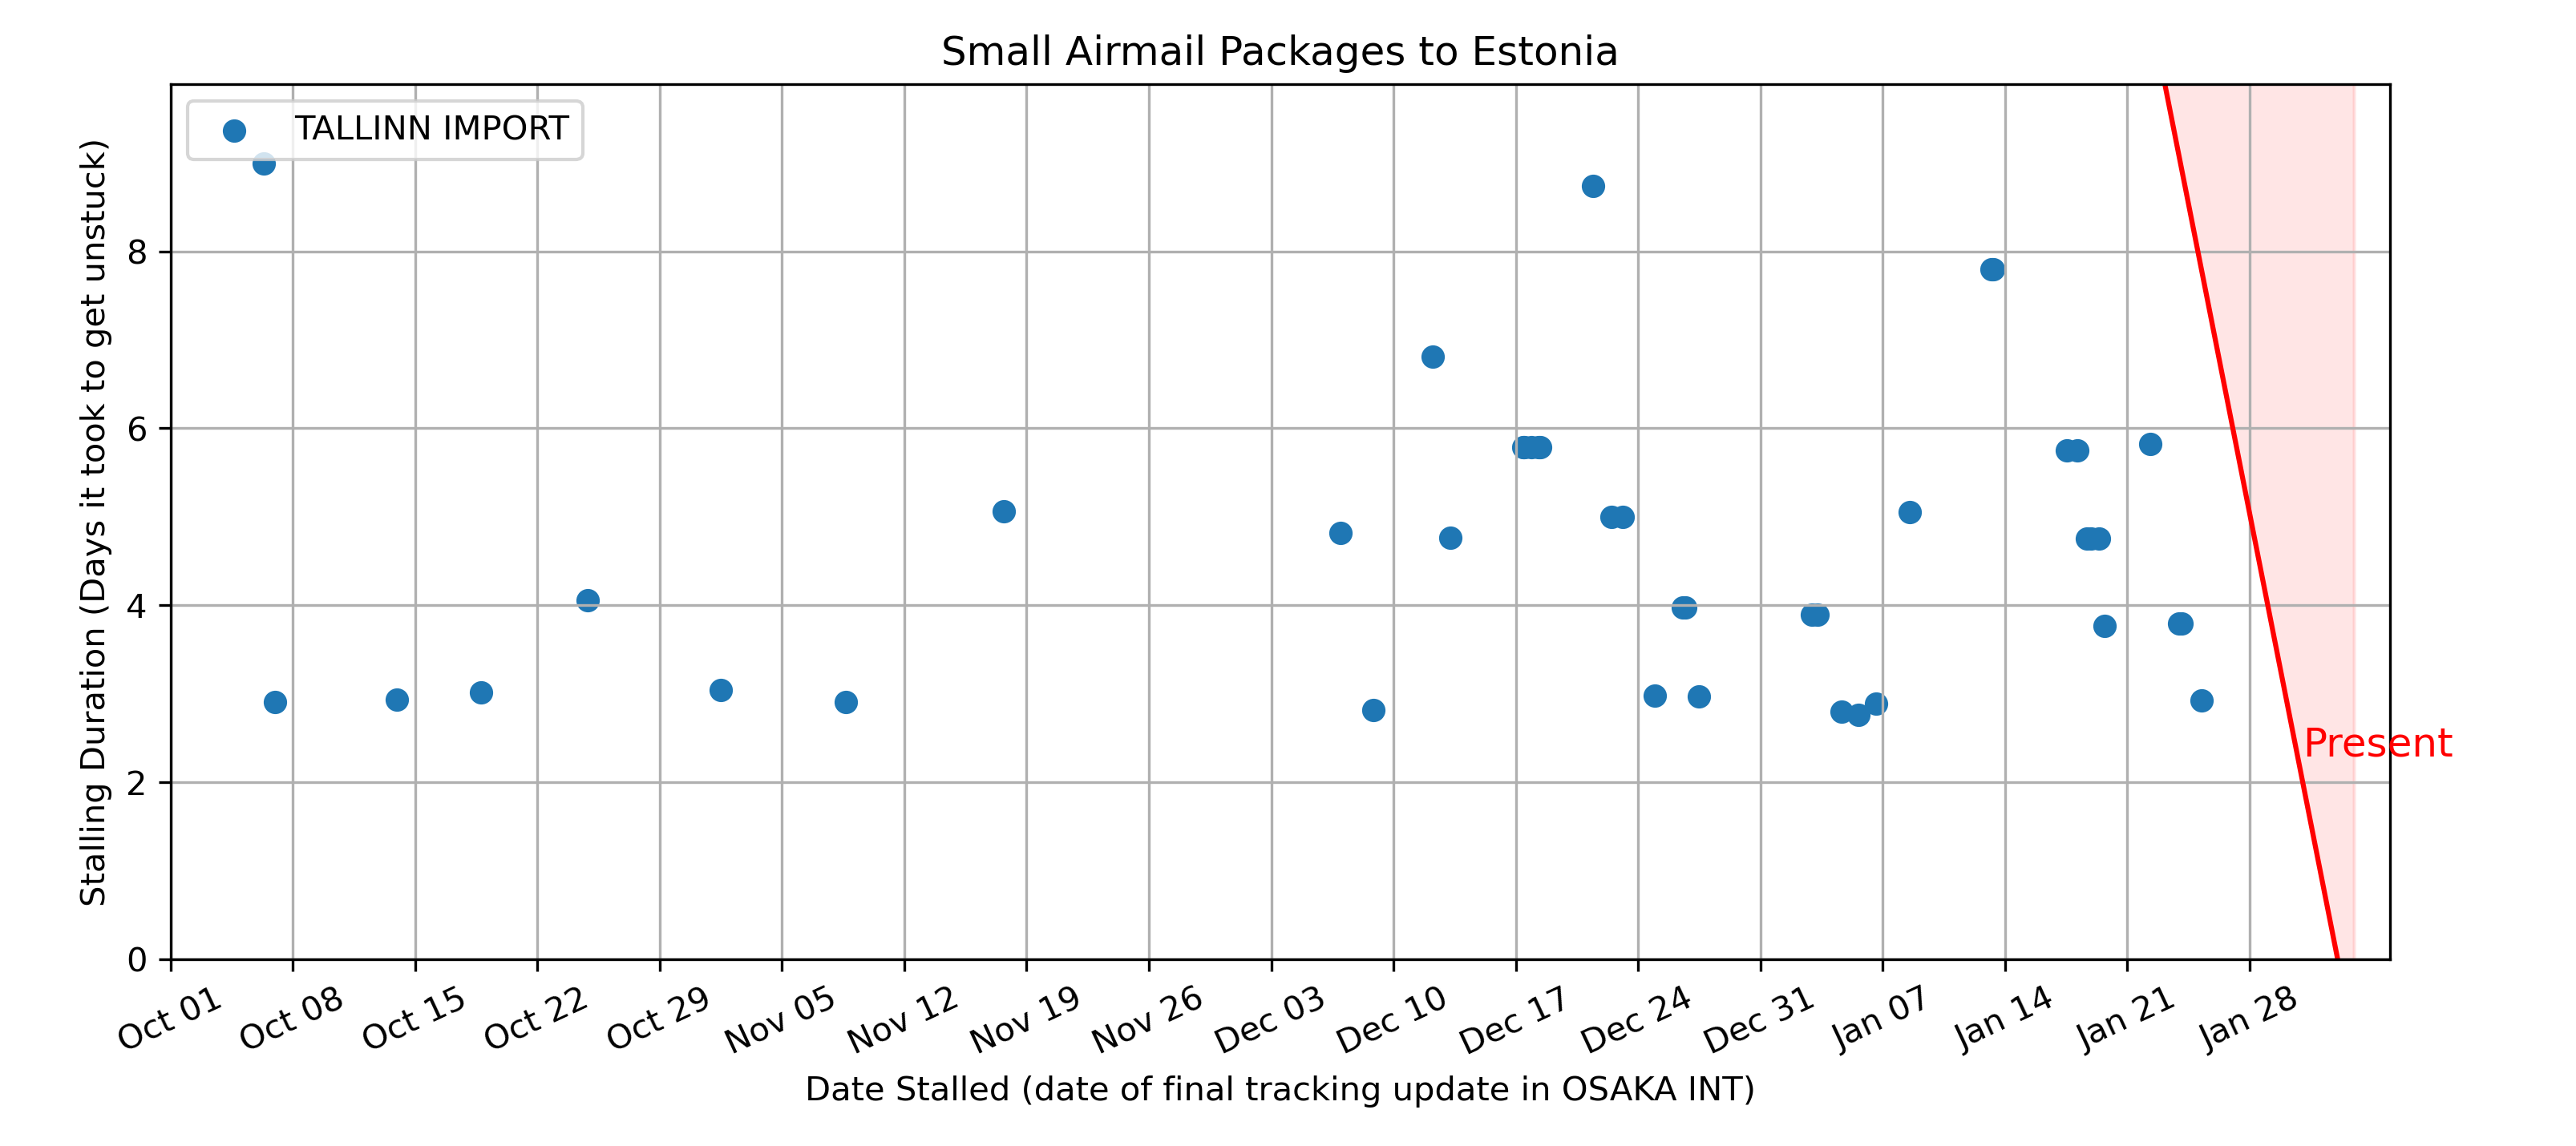 Small Airmail Packages to Estonia
TALLINN IMPORT
Stalling Duration (Days it took to get unstuck)
8
6
4
2
0
Present
Oct 01
Oct 08
Oct 15
Oct 22
Oct 29
Nov 05
Nov 12
Nov 19
Nov 26
Dec 03
Dec 10
Dec 17
Dec 24
Dec 31
Jan 07
Jan 14
Jan 21
Jan 28
Date Stalled (date of final tracking update in OSAKA INT)